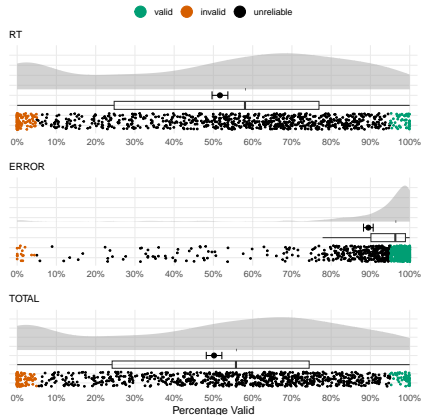 valid invalid unreliable
RT
0% 10% 20% 30% 40% 50% 60% 70% 80% 90% 100%
ERROR
0% 10% 20% 30% 40% 50% 60% 70% 80% 90% 100%
TOTAL
0% 10% 20% 30% 40% 50% 60% 70% 80% 90% 100%
Percentage Valid